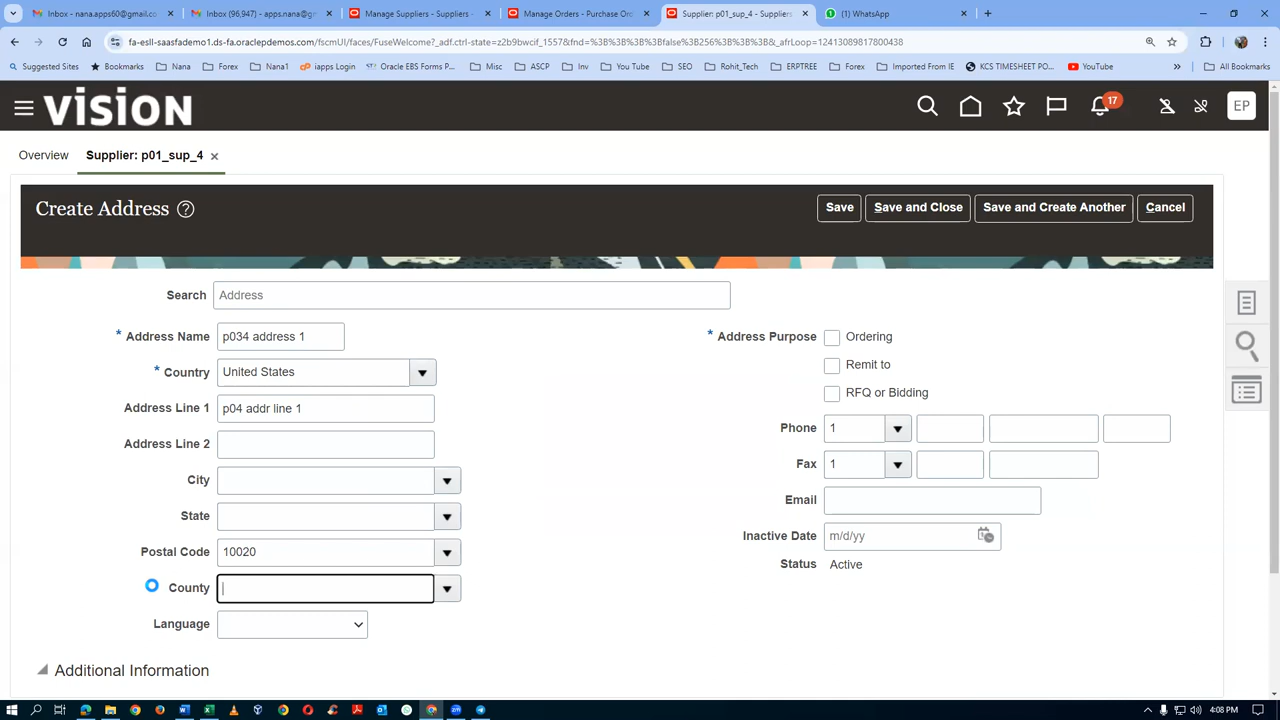 Inbox - nana.apps60@gmail.co
Inbox (96,947) - apps.nana@gm
Manage Suppliers - Suppliers -
Manage Orders - Purchase Ord
Supplier: p01_sup_4 - Suppliers
(1) WhatsApp
fa-esll-saasfademo1.ds-fa.oraclepdemos.com/fscmUI/faces/FuseWelcome?_adf.ctrl-state=z2b9bwcif_1557&fnd=%3B%3B%3B%3Bfalse%3B256%3B%3B%3B&_afrLoop=12413089817800438
Suggested Sites
Bookmarks
Nana
Forex
Nana1
iapps Login
Oracle EBS Forms P...
Misc
ASCP
Inv
You Tube
SEO
Rohit_Tech
ERPTREE
Forex
Imported From IE
KCS TIMESHEET PO...
YouTube
»
All Bookmarks
vision
17
EP
Overview
Supplier: p01_sup_4
Create Address
Save
Save and Close
Save and Create Another
Cancel
Search Address
* Address Name p034 address 1
* Country United States
Address Line 1 p04 addr line 1
Address Line 2
City
State
Postal Code 10020
County
Language
* Address Purpose
Ordering
Remit to
RFQ or Bidding
Phone 1
Fax 1
Email
Inactive Date m/d/yy
Status Active
Additional Information
4:08 PM